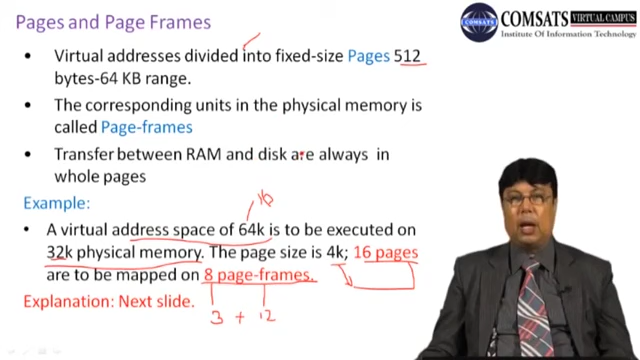 Pages and Page Frames
COMSATS VIRTUAL CAMPUS
Institute Of Information Technology
• Virtual addresses divided into fixed-size Pages 512
bytes-64 KB range.
• The corresponding units in the physical memory is
called Page-frames
• Transfer between RAM and disk are always in
whole pages
Example:
16
• A virtual address space of 64k is to be executed on
32k physical memory. The page size is 4k; 16 pages
are to be mapped on 8 page-frames.
Explanation: Next slide.
3 + 12